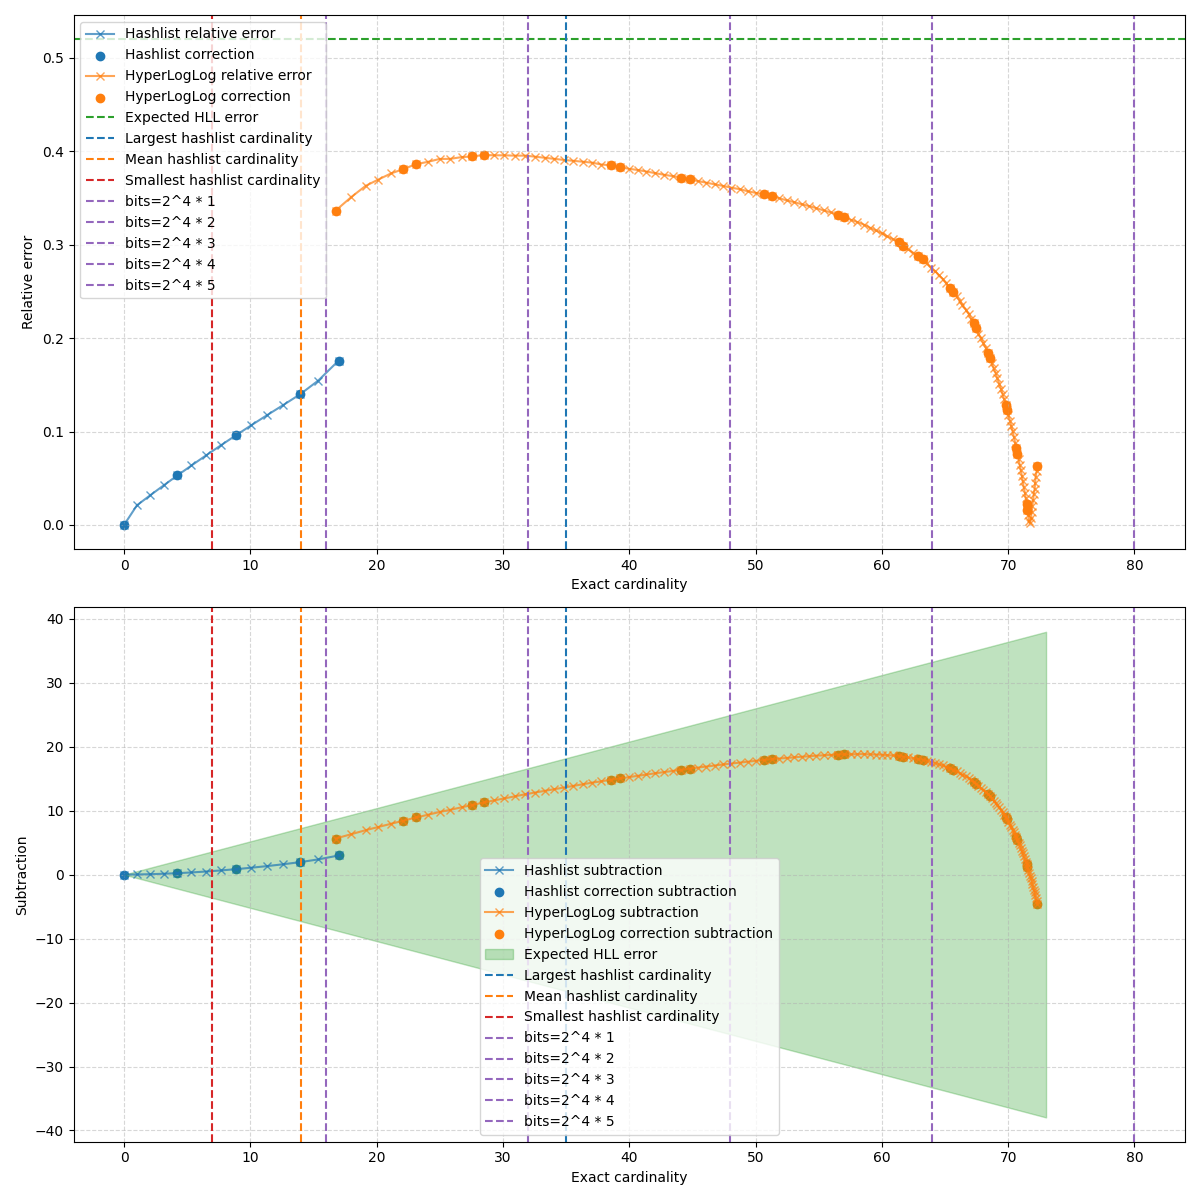 Relative error
0.5
0.4
0.3
0.2
0.1
0.0
Hashlist relative error
Hashlist correction
HyperLogLog relative error
HyperLogLog correction
Expected HLL error
Largest hashlist cardinality
Mean hashlist cardinality
Smallest hashlist cardinality
bits=2^4 * 1
bits=2^4 * 2
bits=2^4 * 3
bits=2^4 * 4
bits=2^4 * 5
0 10 20 30 40 50 60 70 80
Exact cardinality
Subtraction
40
30
20
10
0
−10
−20
−30
−40
Hashlist subtraction
Hashlist correction subtraction
HyperLogLog subtraction
HyperLogLog correction subtraction
Expected HLL error
Largest hashlist cardinality
Mean hashlist cardinality
Smallest hashlist cardinality
bits=2^4 * 1
bits=2^4 * 2
bits=2^4 * 3
bits=2^4 * 4
bits=2^4 * 5
0 10 20 30 40 50 60 70 80
Exact cardinality